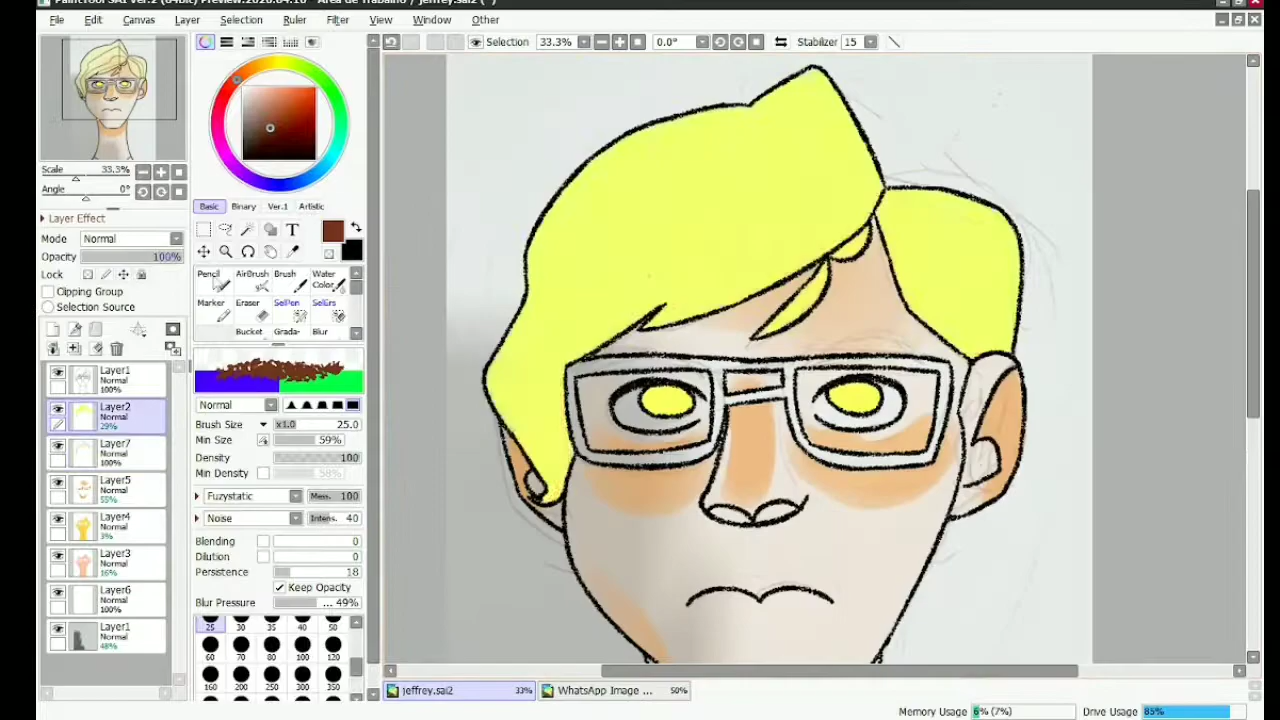 PaintTool SAI Ver.2 (64bit) Preview.2020.04.10 - Área de Trabalho / jeffrey.sai2 (*)
File Edit Canvas Layer Selection Ruler Filter View Window Other
Selection 33.3% 0.0° Stabilizer 15
Scale 33.3%
Angle 0°
Layer Effect
Mode Normal
Opacity 100%
Lock
Clipping Group
Selection Source
Layer1
Normal
100%
Layer2
Normal
29%
Layer7
Normal
100%
Layer5
Normal
55%
Layer4
Normal
3%
Layer3
Normal
16%
Layer6
Normal
100%
Layer1
Normal
48%
Basic Binary Ver.1 Artistic
T
Pencil AirBrush Brush Water Color
Marker Eraser SelPen SelErs
Bucket Grada- Blur
Normal
Brush Size x1.0 25.0
Min Size 59%
Density 100
Min Density 58%
Fuzystatic 100
Noise Intens. 40
Blending 0
Dilution 0
Persistence 18
Keep Opacity
Blur Pressure ... 49%
25 30 35 40 50
60 70 80 100 120
160 200 250 300 350
jeffrey.sai2 33% WhatsApp Image ... 50%
Memory Usage 6% (7%) Drive Usage 85%